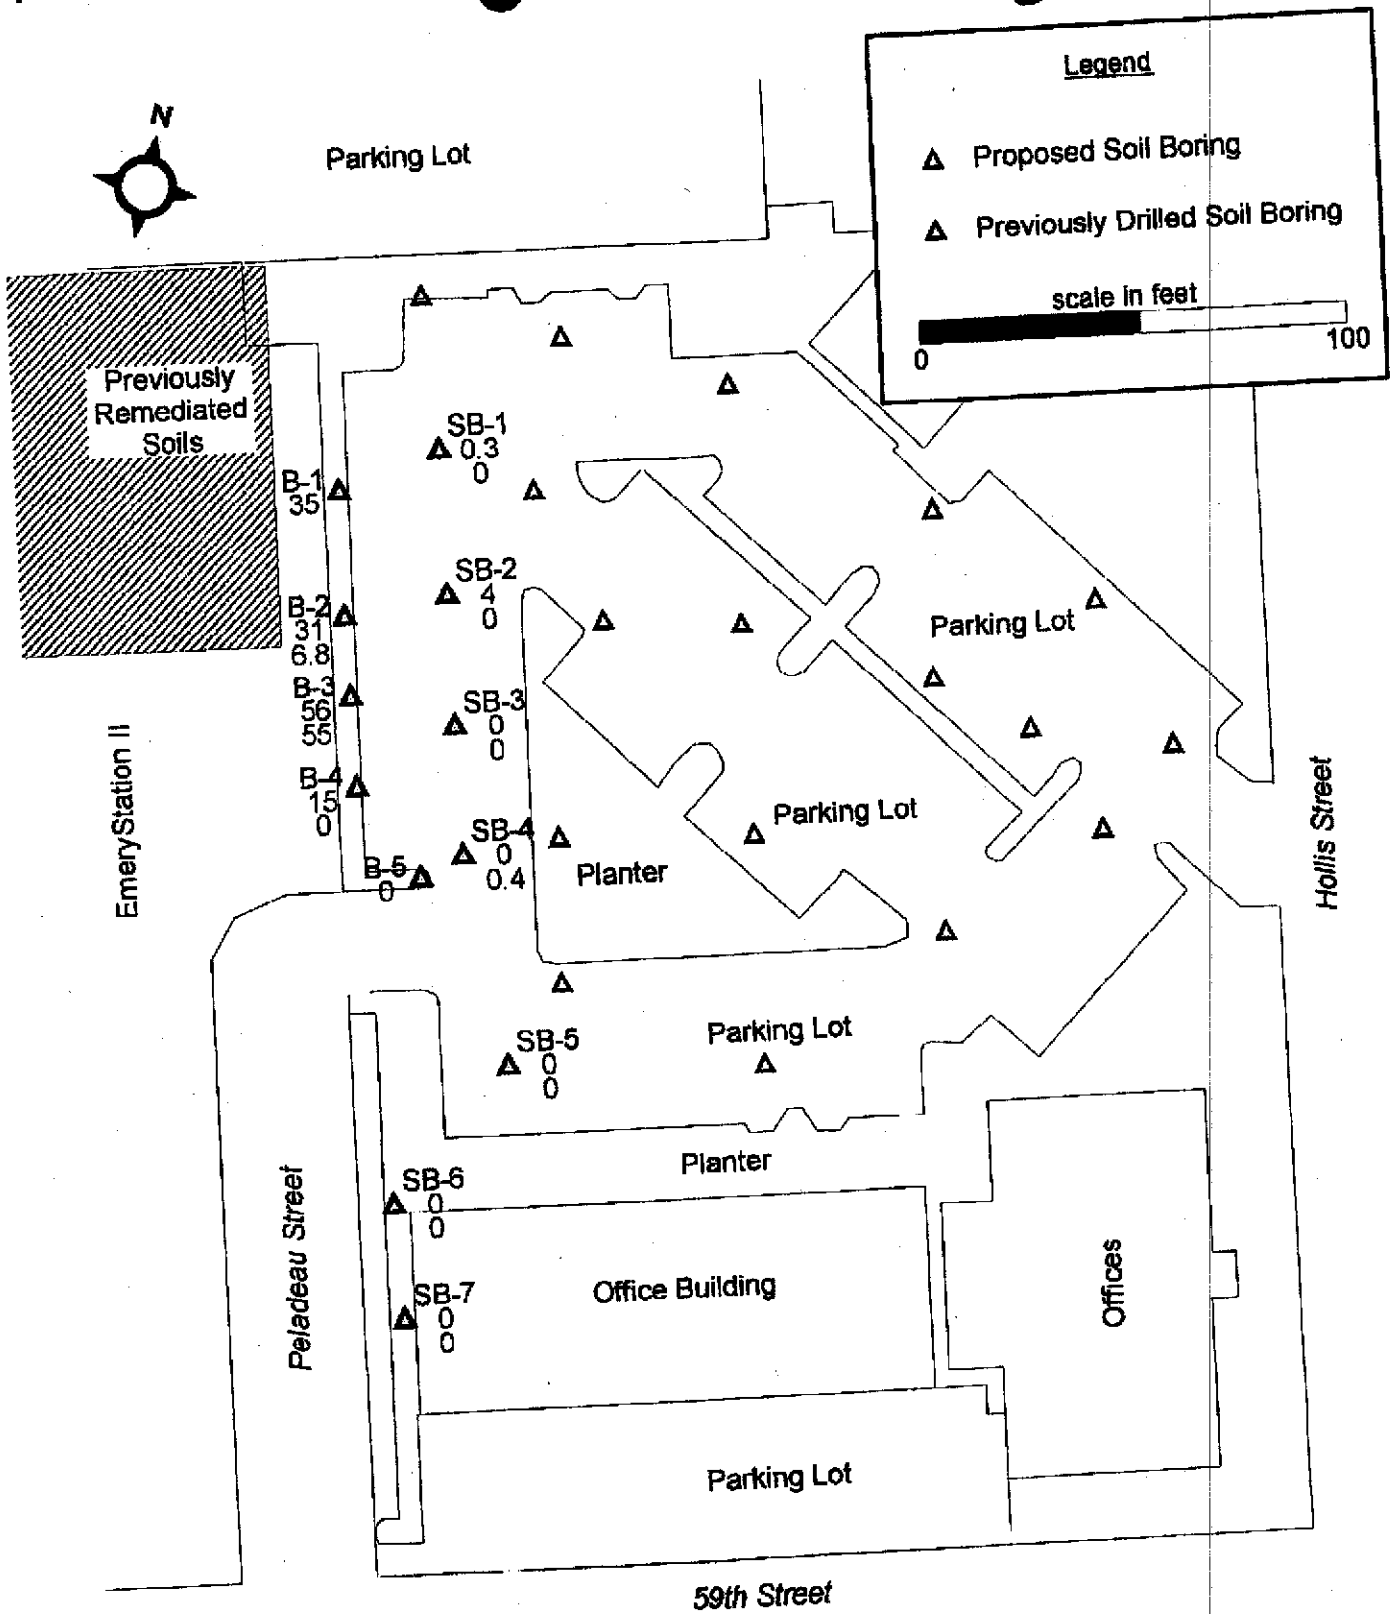 Legend
N
Parking Lot
Proposed Soil Boring
Previously Drilled Soil Boring
scale in feet
0
100
Previously
Remediated
Soils
SB-1
0.3
0
B-1
35
SB-2
4
0
B-2
31
6.8
Parking Lot
B-3
56
55
SB-3
0
0
EmeryStation II
B-4
15
0
Parking Lot
Hollis Street
SB-4
0
0.4
B-5
0
Planter
SB-5
0
0
Parking Lot
Planter
SB-6
0
0
Peladeau Street
SB-7
0
0
Office Building
Offices
Parking Lot
59th Street